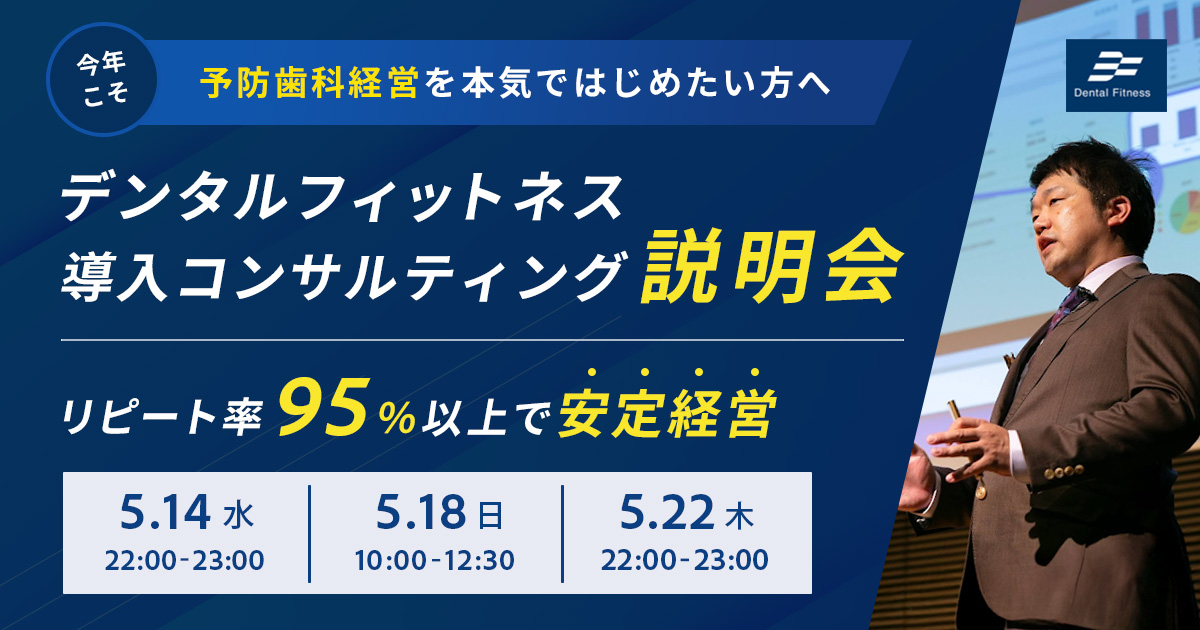 今年
こそ
予防歯科経営を本気ではじめたい方へ
Dental Fitness
デンタルフィットネス
導入コンサルティング説明会
リピート率95%以上で安定経営
5.14 水
22:00-23:00
5.18 日
10:00-12:30
5.22 木
22:00-23:00